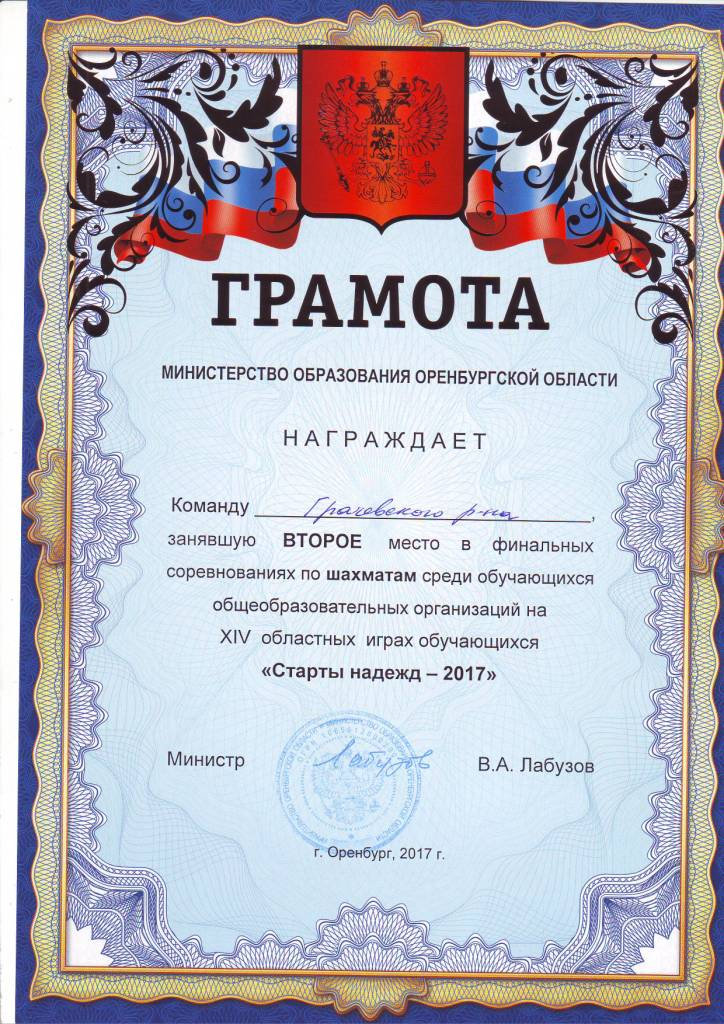 ГРАМОТА
МИНИСТЕРСТВО ОБРАЗОВАНИЯ ОРЕНБУРГСКОЙ ОБЛАСТИ
НАГРАЖДАЕТ
Команду Грачевского р-на,
занявшую ВТОРОЕ место в финальных
соревнованиях по шахматам среди обучающихся
общеобразовательных организаций на
XIV областных играх обучающихся
«Старты надежд – 2017»
Министр Лабузов В.А. Лабузов
г. Оренбург, 2017 г.